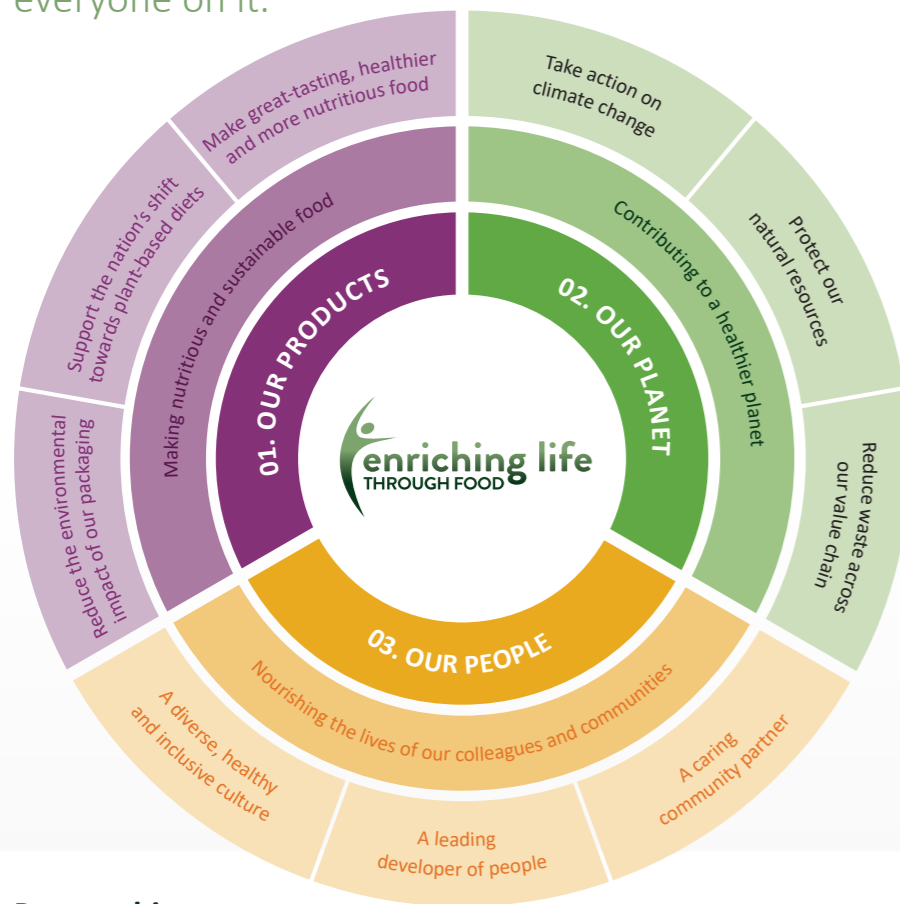 everyone on it.
Make great-tasting, healthier
and more nutritious food
Support the nation's shift
towards plant-based diets
Reduce the environmental
impact of our packaging
Making nutritious and sustainable food
01. OUR PRODUCTS
Take action on
climate change
Protect our
natural resources
Reduce waste across
our value chain
Contributing to a healthier planet
02. OUR PLANET
enriching life
THROUGH FOOD
03. OUR PEOPLE
Nourishing the lives of our colleagues and communities
A diverse, healthy
and inclusive culture
A leading
developer of people
A caring
community partner